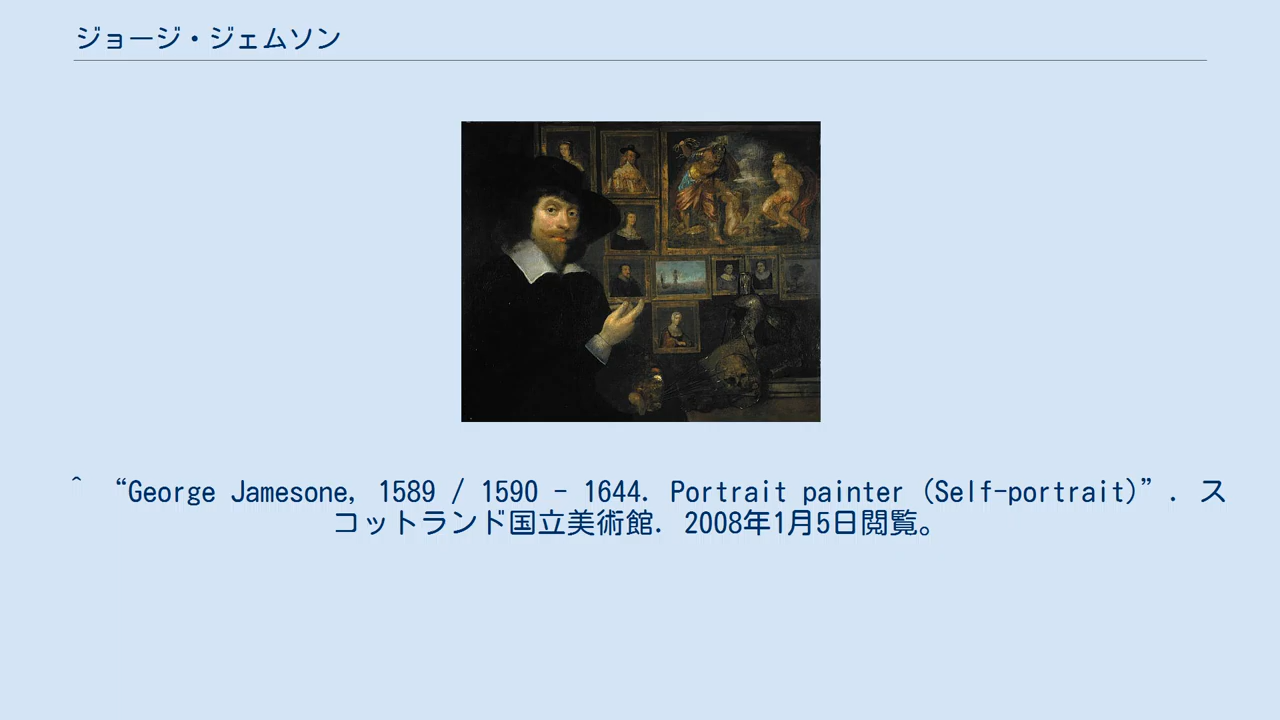 ジョージ・ジェムソン
^ “George Jamesone, 1589 / 1590 - 1644. Portrait painter (Self-portrait)”. ス
コットランド国立美術館. 2008年1月5日閲覧。